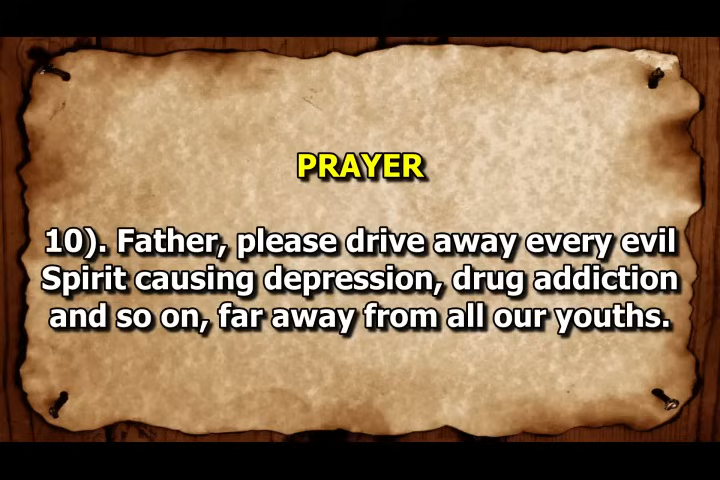 PRAYER
10). Father, please drive away every evil
Spirit causing depression, drug addiction
and so on, far away from all our youths.